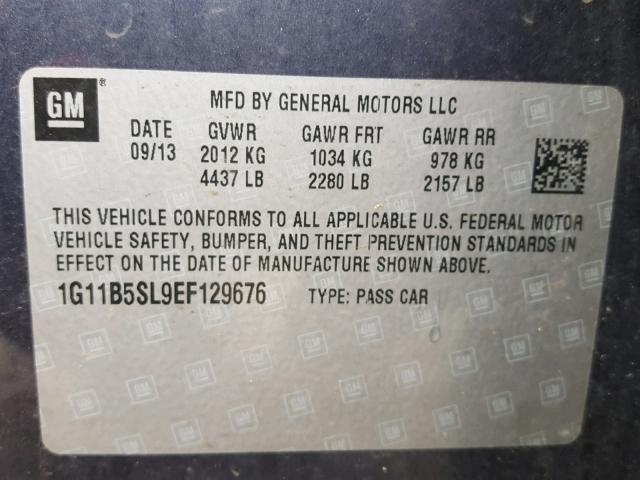 GM ®
MFD BY GENERAL MOTORS LLC
DATE GVWR GAWR FRT GAWR RR
09/13 2012 KG 1034 KG 978 KG
4437 LB 2280 LB 2157 LB
THIS VEHICLE CONFORMS TO ALL APPLICABLE U.S. FEDERAL MOTOR
VEHICLE SAFETY, BUMPER, AND THEFT PREVENTION STANDARDS IN
EFFECT ON THE DATE OF MANUFACTURE SHOWN ABOVE.
1G11B5SL9EF129676 TYPE: PASS CAR